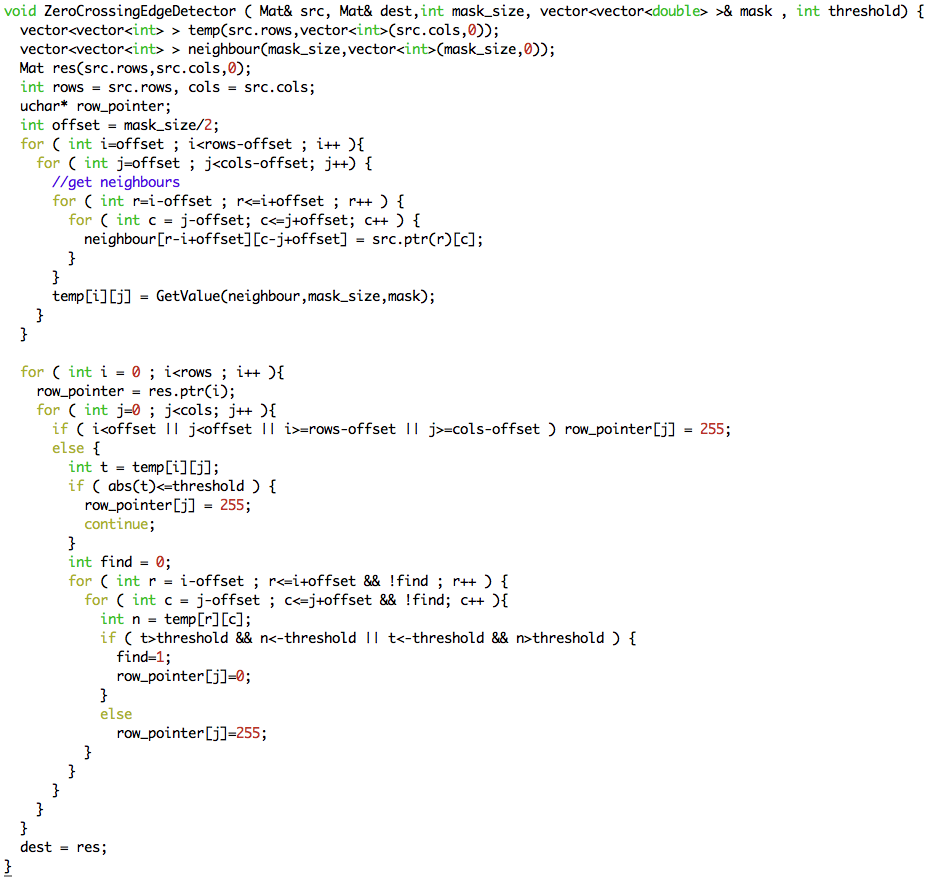 void ZeroCrossingEdgeDetector ( Mat& src, Mat& dest,int mask_size, vector<vector<double> >& mask , int threshold) {
  vector<vector<int> > temp(src.rows,vector<int>(src.cols,0));
  vector<vector<int> > neighbour(mask_size,vector<int>(mask_size,0));
  Mat res(src.rows,src.cols,0);
  int rows = src.rows, cols = src.cols;
  uchar* row_pointer;
  int offset = mask_size/2;
  for ( int i=offset ; i<rows-offset ; i++ ){
    for ( int j=offset ; j<cols-offset; j++) {
      //get neighbours
      for ( int r=i-offset ; r<=i+offset ; r++ ) {
        for ( int c = j-offset; c<=j+offset; c++ ) {
          neighbour[r-i+offset][c-j+offset] = src.ptr(r)[c];
        }
      }
      temp[i][j] = GetValue(neighbour,mask_size,mask);
    }
  }

  for ( int i = 0 ; i<rows ; i++ ){
    row_pointer = res.ptr(i);
    for ( int j=0 ; j<cols; j++ ){
      if ( i<offset || j<offset || i>=rows-offset || j>=cols-offset ) row_pointer[j] = 255;
      else {
        int t = temp[i][j];
        if ( abs(t)<=threshold ) {
          row_pointer[j] = 255;
          continue;
        }
        int find = 0;
        for ( int r = i-offset ; r<=i+offset && !find ; r++ ) {
          for ( int c = j-offset ; c<=j+offset && !find; c++ ){
            int n = temp[r][c];
            if ( t>threshold && n<-threshold || t<-threshold && n>threshold ) {
              find=1;
              row_pointer[j]=0;
            }
            else
              row_pointer[j]=255;
          }
        }
      }
    }
  }
  dest = res;
}